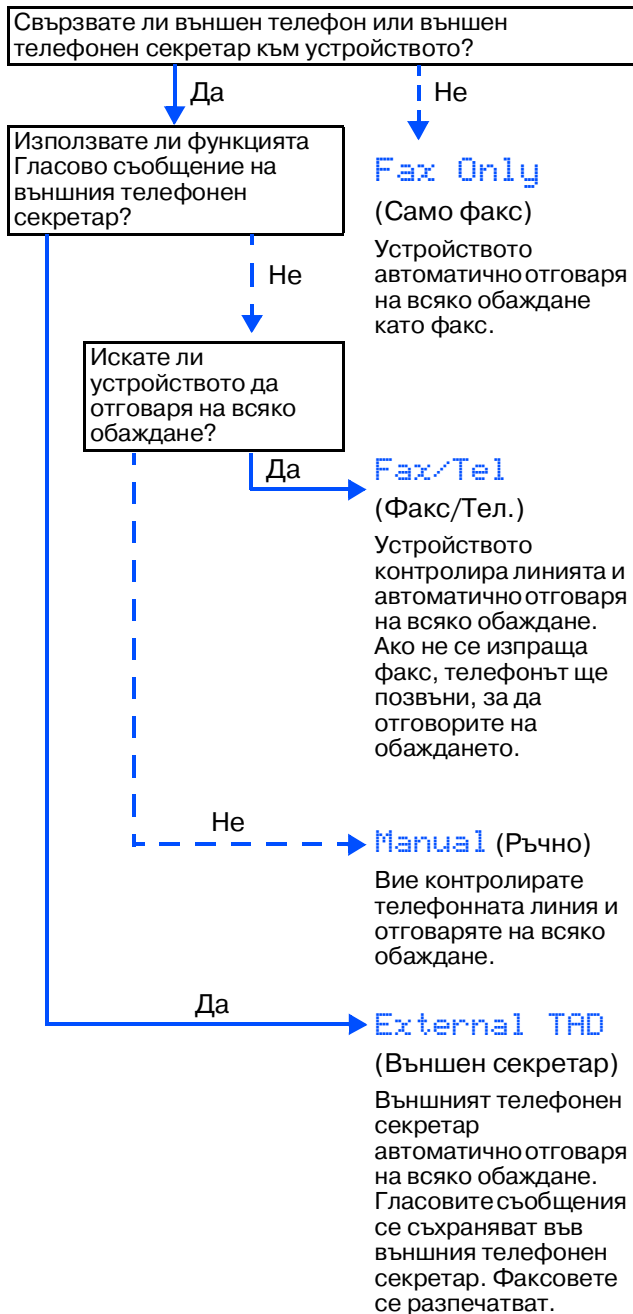 Свързвате ли външен телефон или външен
телефонен секретар към устройството?
Да
Не
Използвате ли функцията
Гласово съобщение на
външния телефонен
секретар?
Fax Only
(Само факс)
Устройството
автоматично отговаря
на всяко обаждане
като факс.
Не
Искате ли
устройството да
отговаря на всяко
обаждане?
Да
Fax/Tel
(Факс/Тел.)
Устройството
контролира линията и
автоматично отговаря
на всяко обаждане.
Ако не се изпраща
факс, телефонът ще
позвъни, за да
отговорите на
обаждането.
Не
Manual (Ръчно)
Вие контролирате
телефонната линия и
отговаряте на всяко
обаждане.
Да
External TAD
(Външен секретар)
Външният телефонен
секретар
автоматично отговаря
на всяко обаждане.
Гласовите съобщения
се съхраняват във
външния телефонен
секретар. Факсовете
се разпечатват.